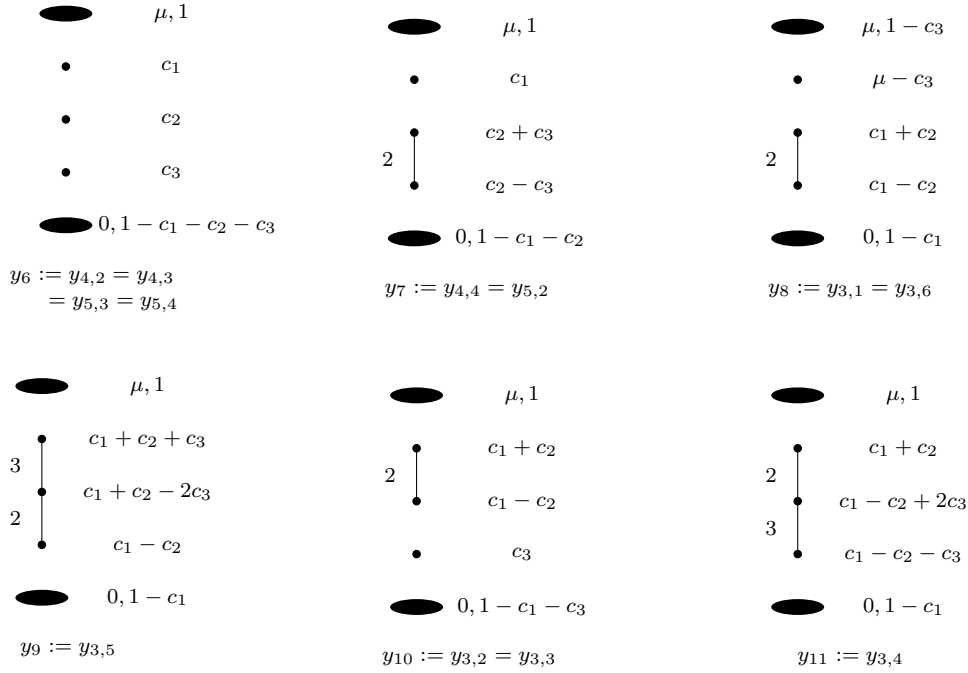 μ, 1
c₁
c₂
c₃
0, 1 − c₁ − c₂ − c₃
y₆ := y₄,₂ = y₄,₃
= y₅,₃ = y₅,₄
μ, 1
c₁
c₂ + c₃
2
c₂ − c₃
0, 1 − c₁ − c₂
y₇ := y₄,₄ = y₅,₂
μ, 1 − c₃
μ − c₃
c₁ + c₂
2
c₁ − c₂
0, 1 − c₁
y₈ := y₃,₁ = y₃,₆
μ, 1
c₁ + c₂ + c₃
3
c₁ + c₂ − 2c₃
2
c₁ − c₂
0, 1 − c₁
y₉ := y₃,₅
μ, 1
c₁ + c₂
2
c₁ − c₂
c₃
0, 1 − c₁ − c₃
y₁₀ := y₃,₂ = y₃,₃
μ, 1
c₁ + c₂
2
c₁ − c₂ + 2c₃
3
c₁ − c₂ − c₃
0, 1 − c₁
y₁₁ := y₃,₄